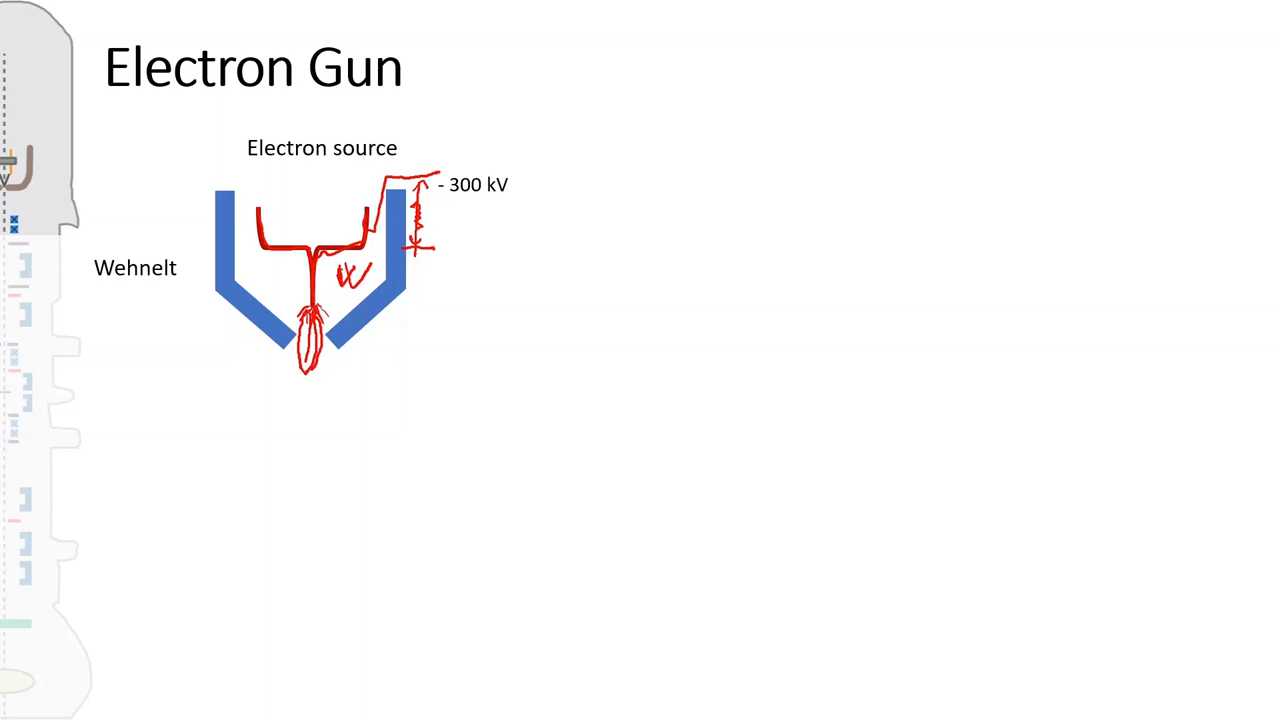 Electron Gun
Electron source
- 300 kV
Wehnelt
W